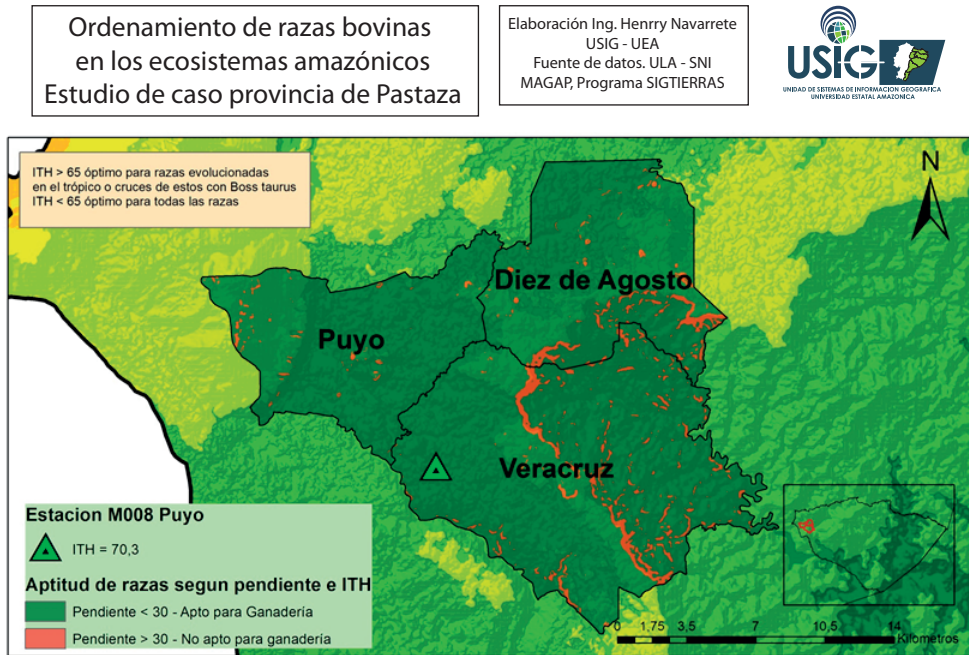 Ordenamiento de razas bovinas
en los ecosistemas amazónicos
Estudio de caso provincia de Pastaza
Elaboración Ing. Henrry Navarrete
USIG - UEA
Fuente de datos. ULA - SNI
MAGAP, Programa SIGTIERRAS
USIG
UNIDAD DE SISTEMAS DE INFORMACION GEOGRAFICA
UNIVERSIDAD ESTATAL AMAZONICA
ITH > 65 óptimo para razas evolucionadas
en el trópico o cruces de estos con Boss taurus
ITH < 65 óptimo para todas las razas
N
Diez de Agosto
Puyo
Veracruz
Estacion M008 Puyo
ITH = 70,3
Aptitud de razas segun pendiente e ITH
Pendiente < 30 - Apto para Ganadería
Pendiente > 30 - No apto para ganadería
0 1,75 3,5 7 10,5 14
Kilometros